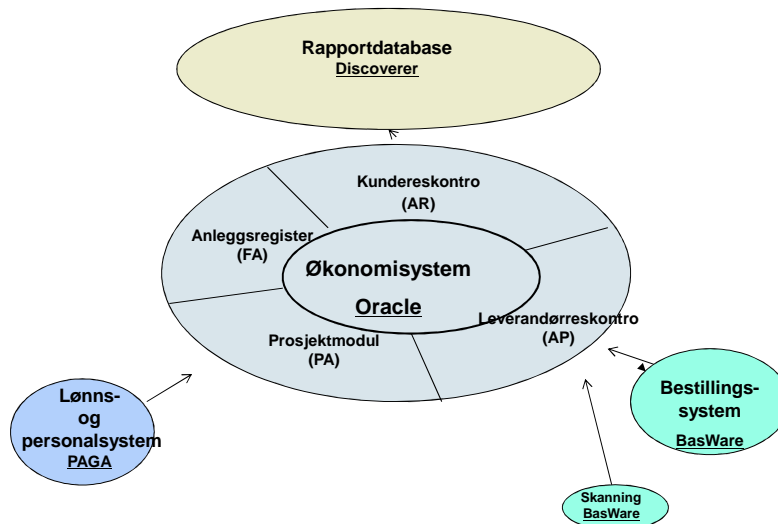 Rapportdatabase
Discoverer
Kundereskontro
(AR)
Anleggsregister
(FA)
Økonomisystem
Oracle
Leverandørreskontro
(AP)
Prosjektmodul
(PA)
Lønns-
og
personalsystem
PAGA
Bestillings-
system
BasWare
Skanning
BasWare